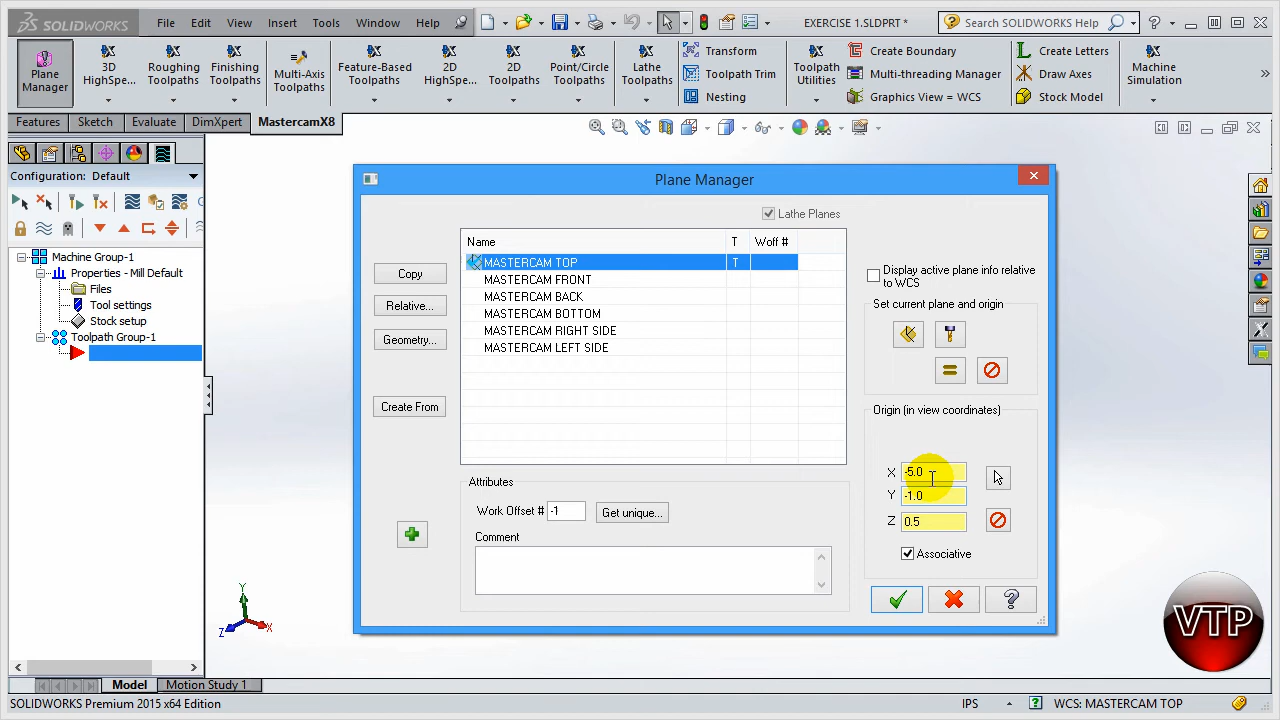 SOLIDWORKS File Edit View Insert Tools Window Help EXERCISE 1.SLDPRT * Search SOLIDWORKS Help
Plane Manager
3D HighSpe...
Roughing Toolpaths
Finishing Toolpaths
Multi-Axis Toolpaths
Feature-Based Toolpaths
2D HighSpe...
2D Toolpaths
Point/Circle Toolpaths
Lathe Toolpaths
Transform
Toolpath Trim
Nesting
Toolpath Utilities
Create Boundary
Multi-threading Manager
Graphics View = WCS
Create Letters
Draw Axes
Stock Model
Machine Simulation
Features Sketch Evaluate DimXpert MastercamX8
Configuration: Default
Machine Group-1
Properties - Mill Default
Files
Tool settings
Stock setup
Toolpath Group-1
Plane Manager
Lathe Planes
Name T Woff #
MASTERCAM TOP T
MASTERCAM FRONT
MASTERCAM BACK
MASTERCAM BOTTOM
MASTERCAM RIGHT SIDE
MASTERCAM LEFT SIDE
Copy
Relative...
Geometry...
Create From
Display active plane info relative
to WCS
Set current plane and origin
Origin (in view coordinates)
X -5.0
Y -1.0
Z 0.5
Associative
Attributes
Work Offset # -1 Get unique...
Comment
Y
Z X
VTP
Model Motion Study 1
SOLIDWORKS Premium 2015 x64 Edition IPS WCS: MASTERCAM TOP